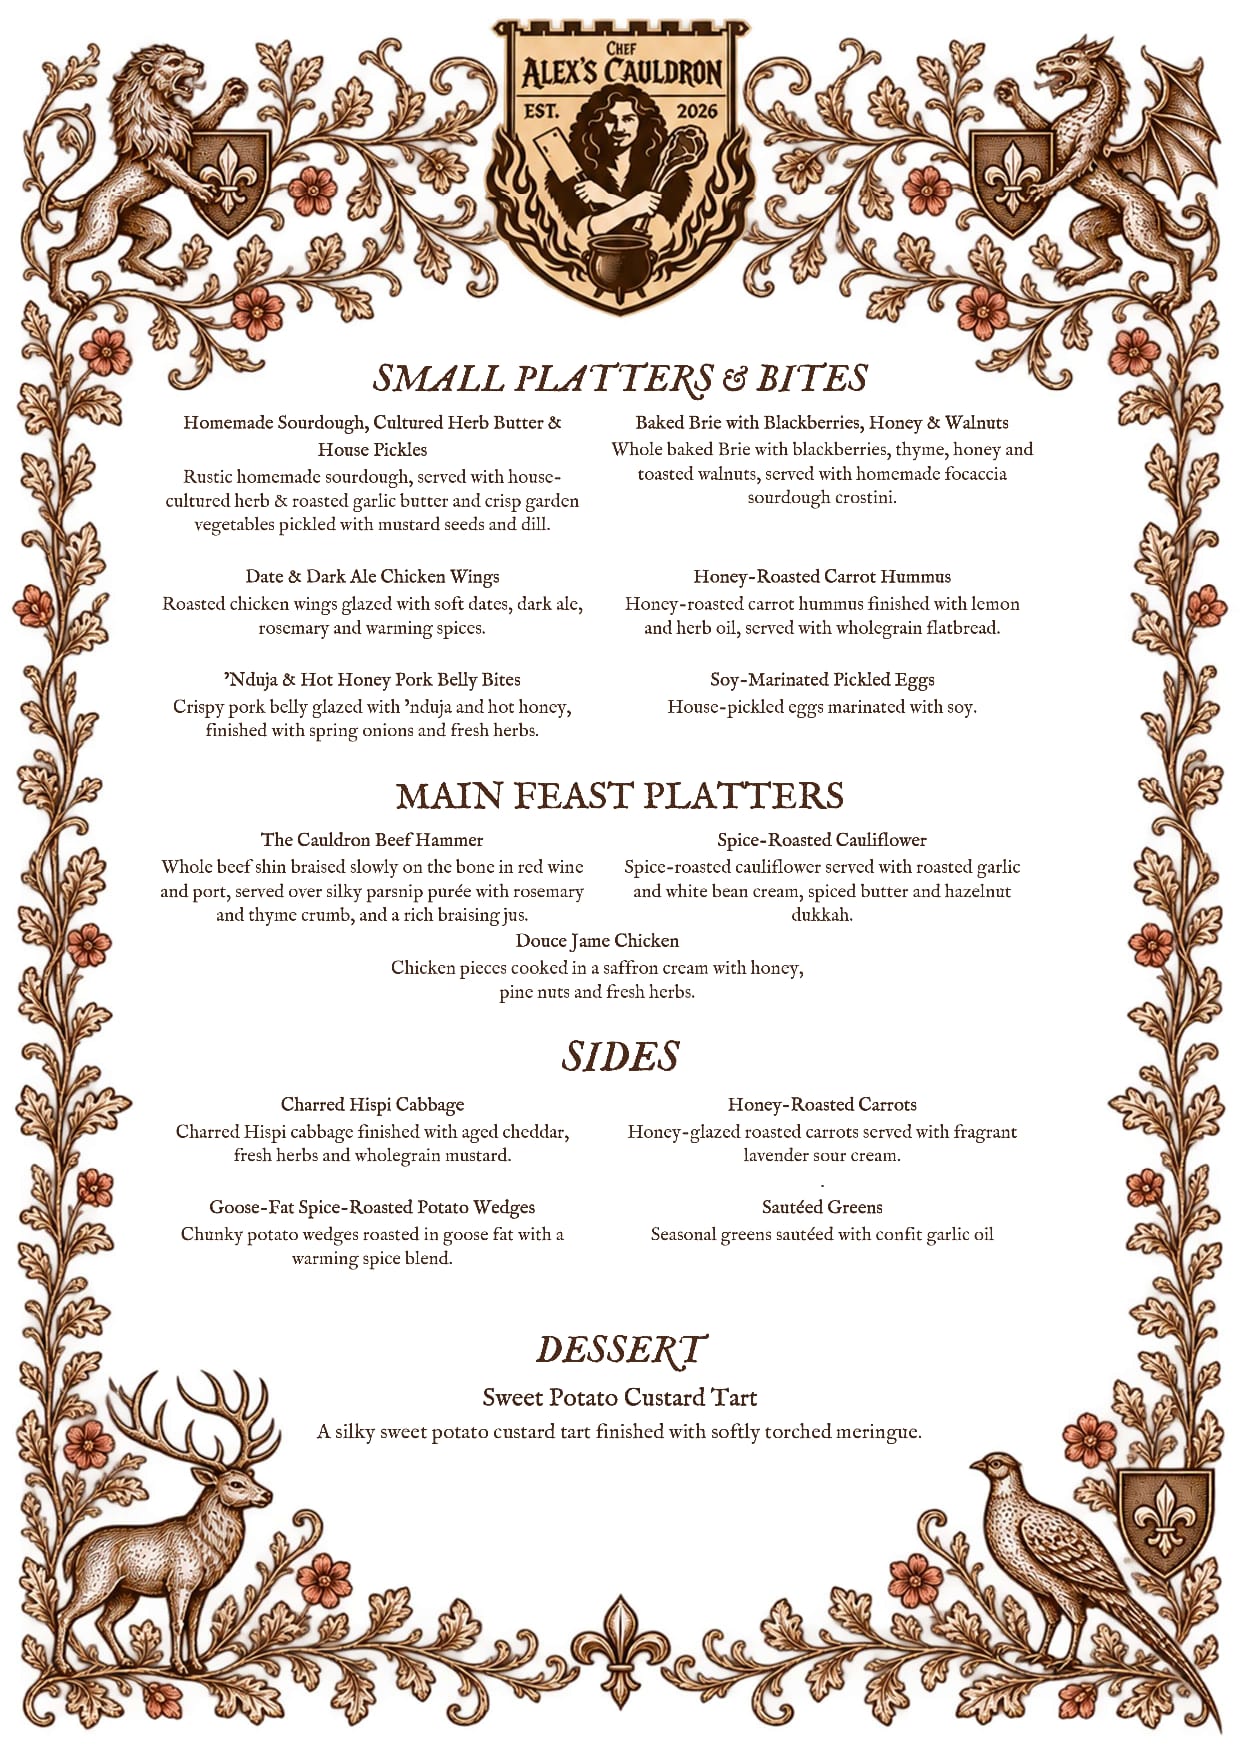 CHEF
ALEX'S CAULDRON
EST. 2026
SMALL PLATTERS & BITES
Homemade Sourdough, Cultured Herb Butter &
House Pickles
Rustic homemade sourdough, served with house-
cultured herb & roasted garlic butter and crisp garden
vegetables pickled with mustard seeds and dill.
Baked Brie with Blackberries, Honey & Walnuts
Whole baked Brie with blackberries, thyme, honey and
toasted walnuts, served with homemade focaccia
sourdough crostini.
Date & Dark Ale Chicken Wings
Roasted chicken wings glazed with soft dates, dark ale,
rosemary and warming spices.
Honey-Roasted Carrot Hummus
Honey-roasted carrot hummus finished with lemon
and herb oil, served with wholegrain flatbread.
’Nduja & Hot Honey Pork Belly Bites
Crispy pork belly glazed with ’nduja and hot honey,
finished with spring onions and fresh herbs.
Soy-Marinated Pickled Eggs
House-pickled eggs marinated with soy.
MAIN FEAST PLATTERS
The Cauldron Beef Hammer
Whole beef shin braised slowly on the bone in red wine
and port, served over silky parsnip purée with rosemary
and thyme crumb, and a rich braising jus.
Spice-Roasted Cauliflower
Spice-roasted cauliflower served with roasted garlic
and white bean cream, spiced butter and hazelnut
dukkah.
Douce Jame Chicken
Chicken pieces cooked in a saffron cream with honey,
pine nuts and fresh herbs.
SIDES
Charred Hispi Cabbage
Charred Hispi cabbage finished with aged cheddar,
fresh herbs and wholegrain mustard.
Honey-Roasted Carrots
Honey-glazed roasted carrots served with fragrant
lavender sour cream.
.
Goose-Fat Spice-Roasted Potato Wedges
Chunky potato wedges roasted in goose fat with a
warming spice blend.
Sautéed Greens
Seasonal greens sautéed with confit garlic oil
DESSERT
Sweet Potato Custard Tart
A silky sweet potato custard tart finished with softly torched meringue.